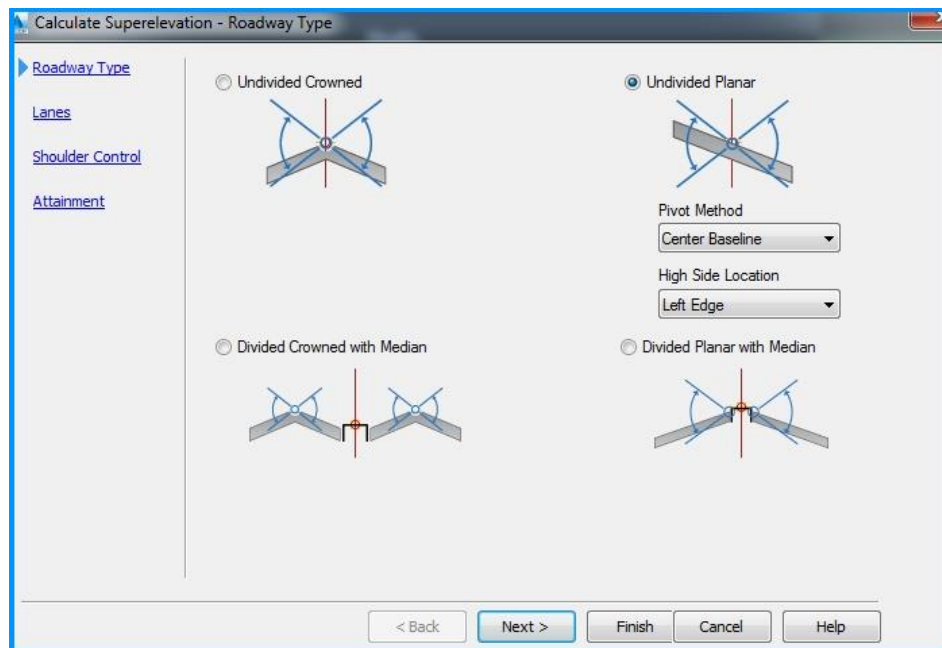 Calculate Superelevation - Roadway Type
Roadway Type
Lanes
Shoulder Control
Attainment
Undivided Crowned
Undivided Planar
Pivot Method
Center Baseline
High Side Location
Left Edge
Divided Crowned with Median
Divided Planar with Median
< Back
Next >
Finish
Cancel
Help